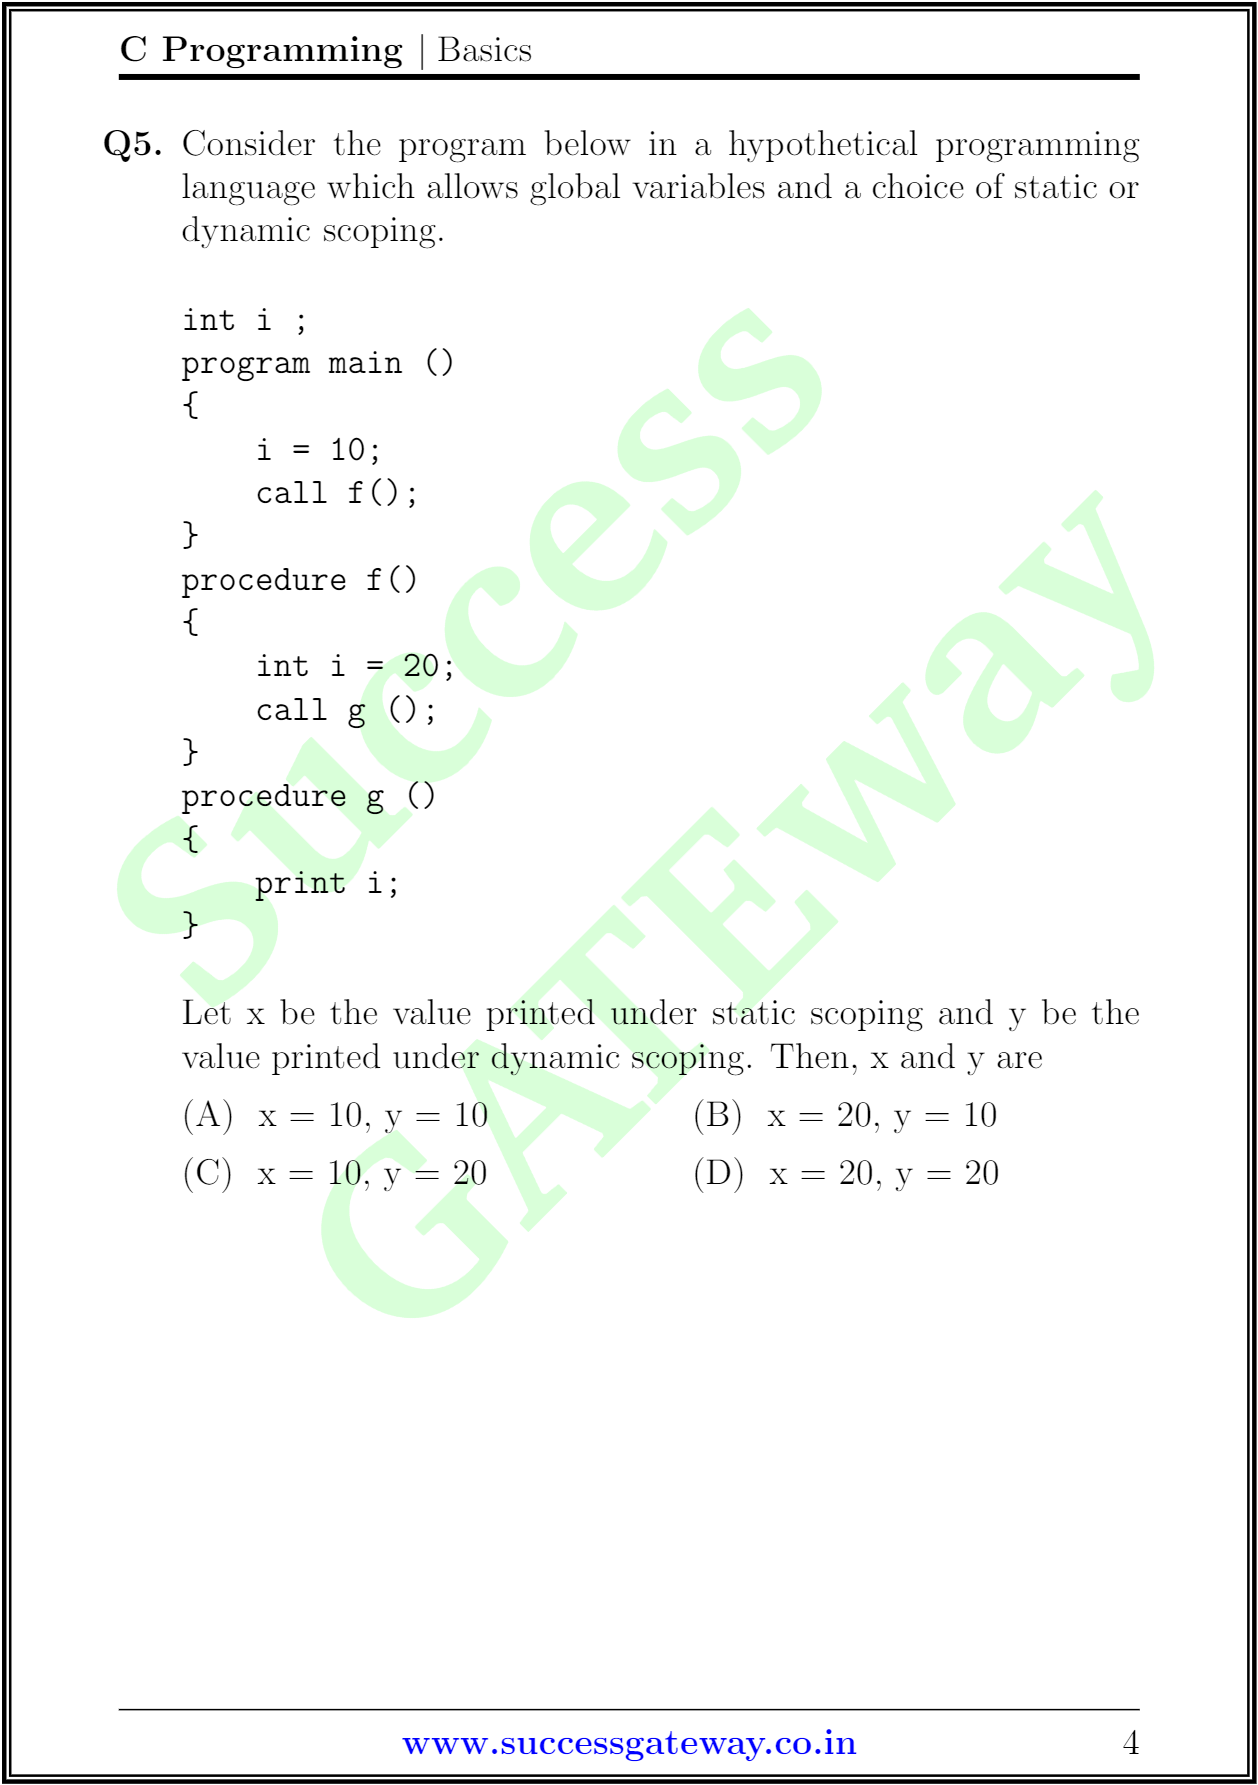 C Programming | Basics
Q5. Consider the program below in a hypothetical programming
language which allows global variables and a choice of static or
dynamic scoping.
int i ;
program main ()
{
    i = 10;
    call f();
}
procedure f()
{
    int i = 20;
    call g ();
}
procedure g ()
{
    print i;
}
Let x be the value printed under static scoping and y be the
value printed under dynamic scoping. Then, x and y are
(A) x = 10, y = 10 (B) x = 20, y = 10
(C) x = 10, y = 20 (D) x = 20, y = 20
Success
GATEway
www.successgateway.co.in 4